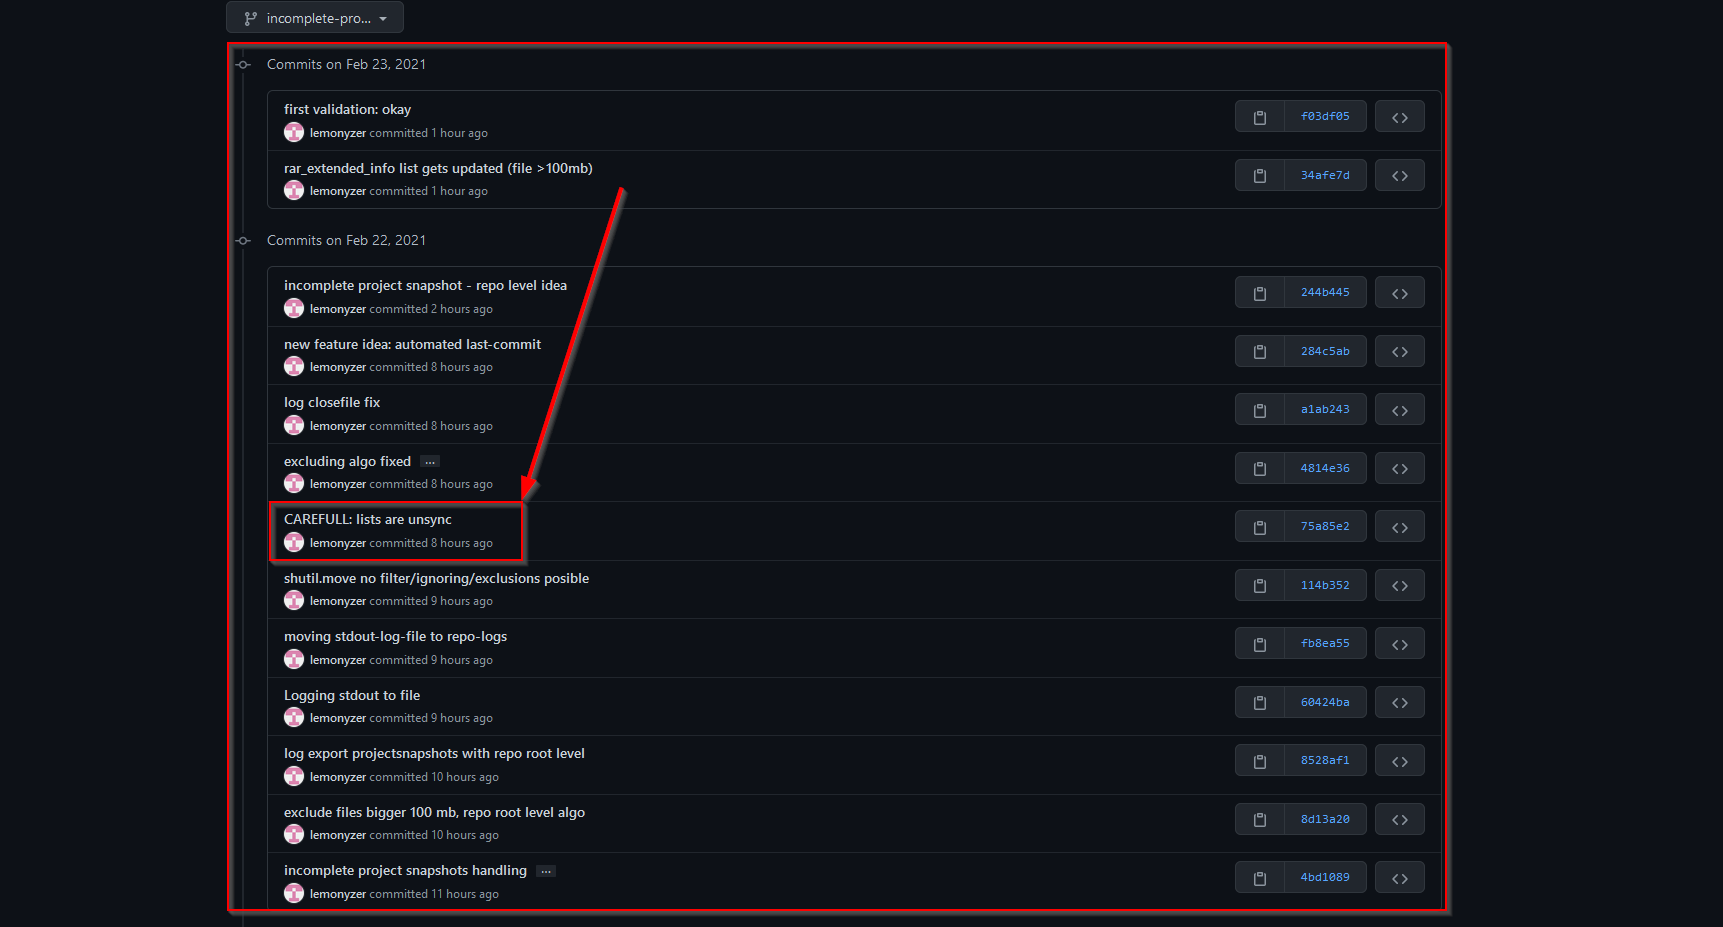 incomplete-pro...
Commits on Feb 23, 2021
first validation: okay
lemonyzer committed 1 hour ago
f03df05
rar_extended_info list gets updated (file >100mb)
lemonyzer committed 1 hour ago
34afe7d
Commits on Feb 22, 2021
incomplete project snapshot - repo level idea
lemonyzer committed 2 hours ago
244b445
new feature idea: automated last-commit
lemonyzer committed 8 hours ago
284c5ab
log closefile fix
lemonyzer committed 8 hours ago
a1ab243
excluding algo fixed ...
lemonyzer committed 8 hours ago
4814e36
CAREFULL: lists are unsync
lemonyzer committed 8 hours ago
75a85e2
shutil.move no filter/ignoring/exclusions posible
lemonyzer committed 9 hours ago
114b352
moving stdout-log-file to repo-logs
lemonyzer committed 9 hours ago
fb8ea55
Logging stdout to file
lemonyzer committed 9 hours ago
60424ba
log export projectsnapshots with repo root level
lemonyzer committed 10 hours ago
8528af1
exclude files bigger 100 mb, repo root level algo
lemonyzer committed 10 hours ago
8d13a20
incomplete project snapshots handling ...
lemonyzer committed 11 hours ago
4bd1089